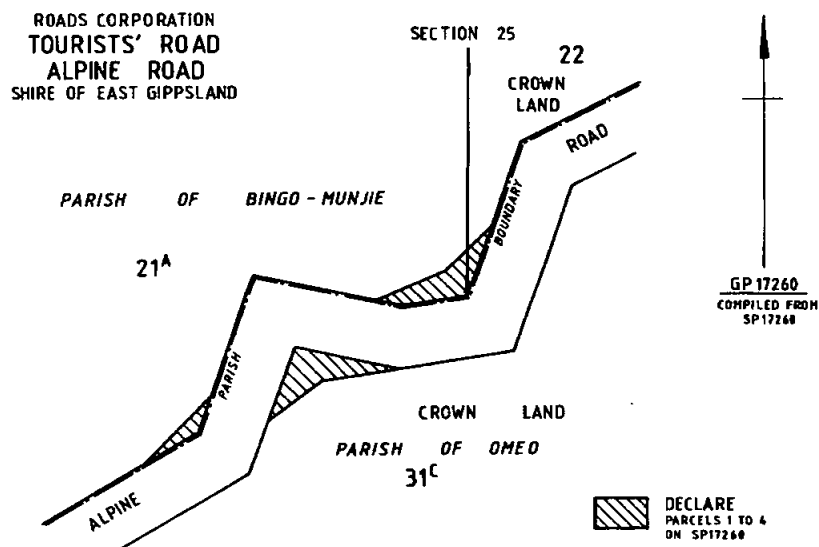 ROADS CORPORATION
TOURISTS' ROAD
ALPINE ROAD
SHIRE OF EAST GIPPSLAND
SECTION 25
22
CROWN
LAND
ROAD
PARISH OF BINGO - MUNJIE
BOUNDARY
21A
GP 17260
COMPILED FROM
SP17260
PARISH
CROWN LAND
PARISH OF OMEO
31C
ALPINE
DECLARE
PARCELS 1 TO 4
ON SP17260